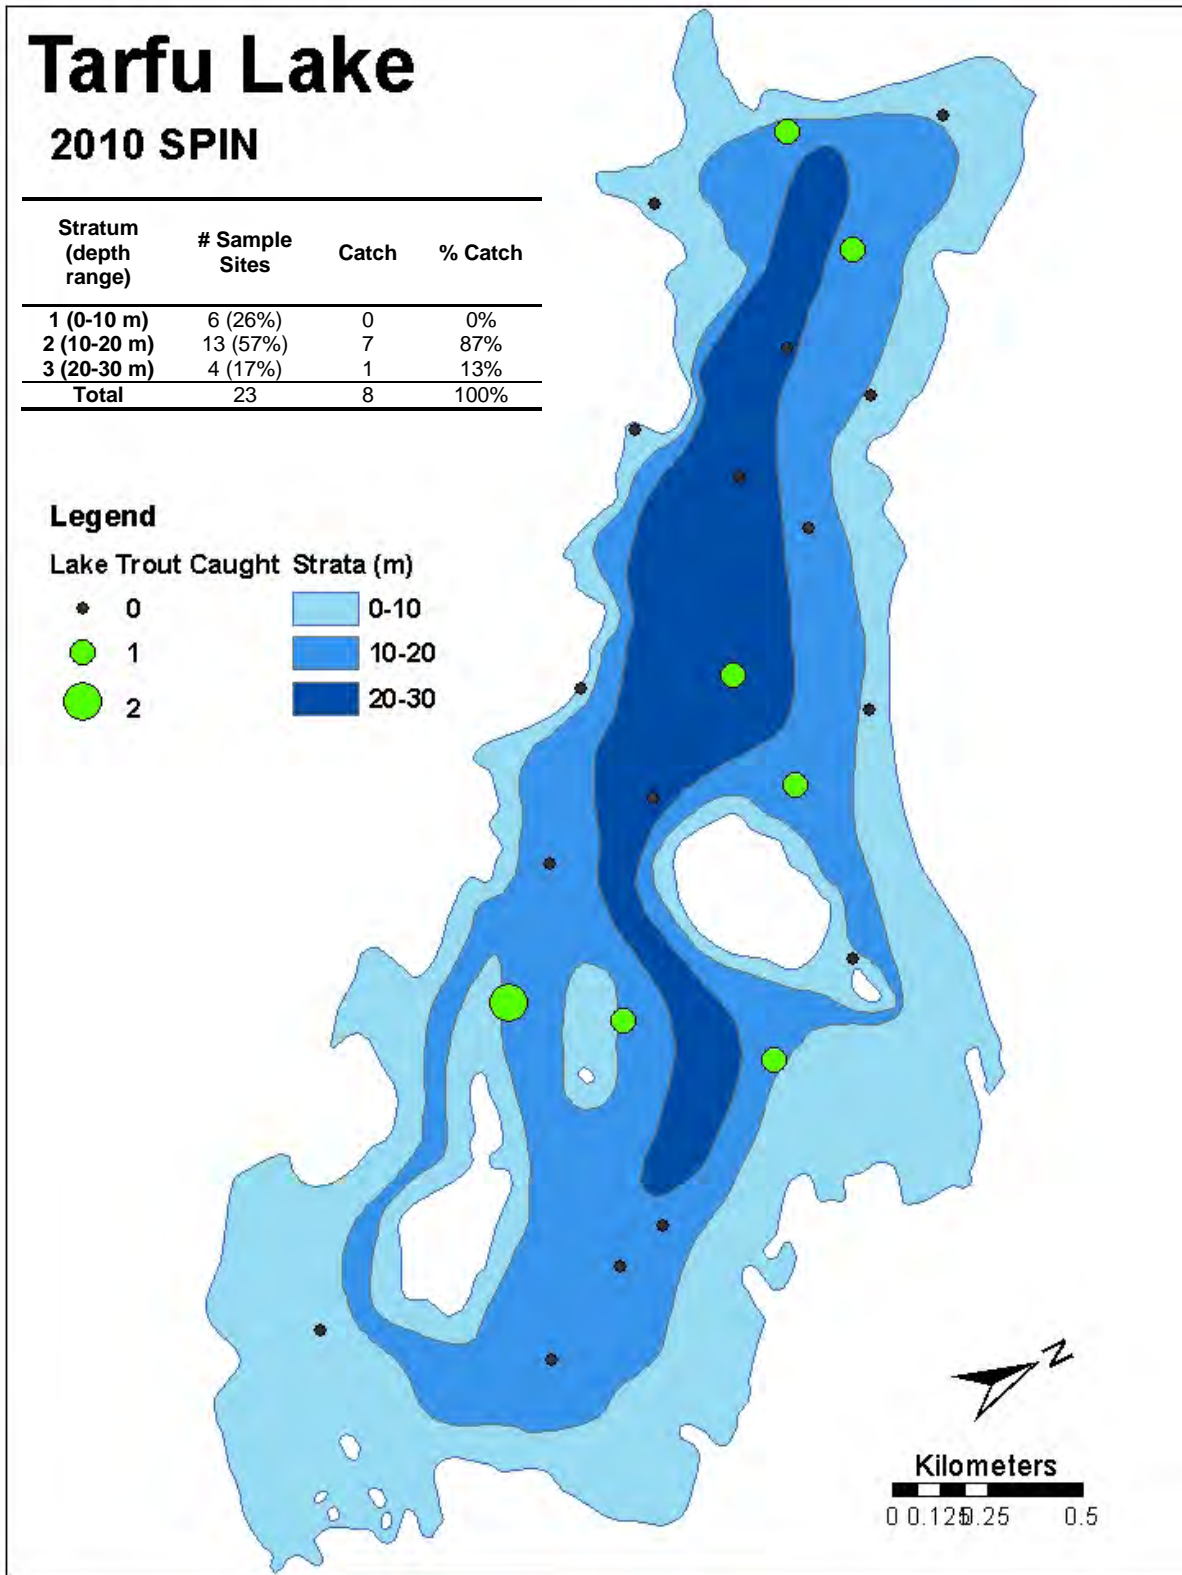 Tarfu Lake
2010 SPIN
Stratum (depth range) # Sample Sites Catch % Catch
1 (0-10 m) 6 (26%) 0 0%
2 (10-20 m) 13 (57%) 7 87%
3 (20-30 m) 4 (17%) 1 13%
Total 23 8 100%
Legend
Lake Trout Caught Strata (m)
0 0-10
1 10-20
2 20-30
N
Kilometers
0 0.125 0.25 0.5